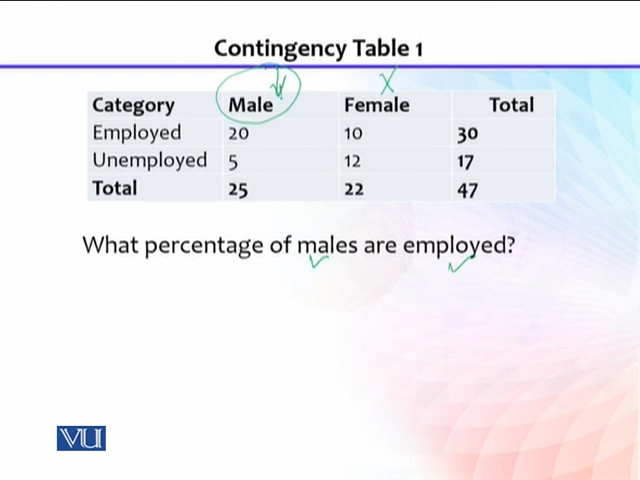 Contingency Table 1
Category Male Female Total
Employed 20 10 30
Unemployed 5 12 17
Total 25 22 47
What percentage of males are employed?
VU